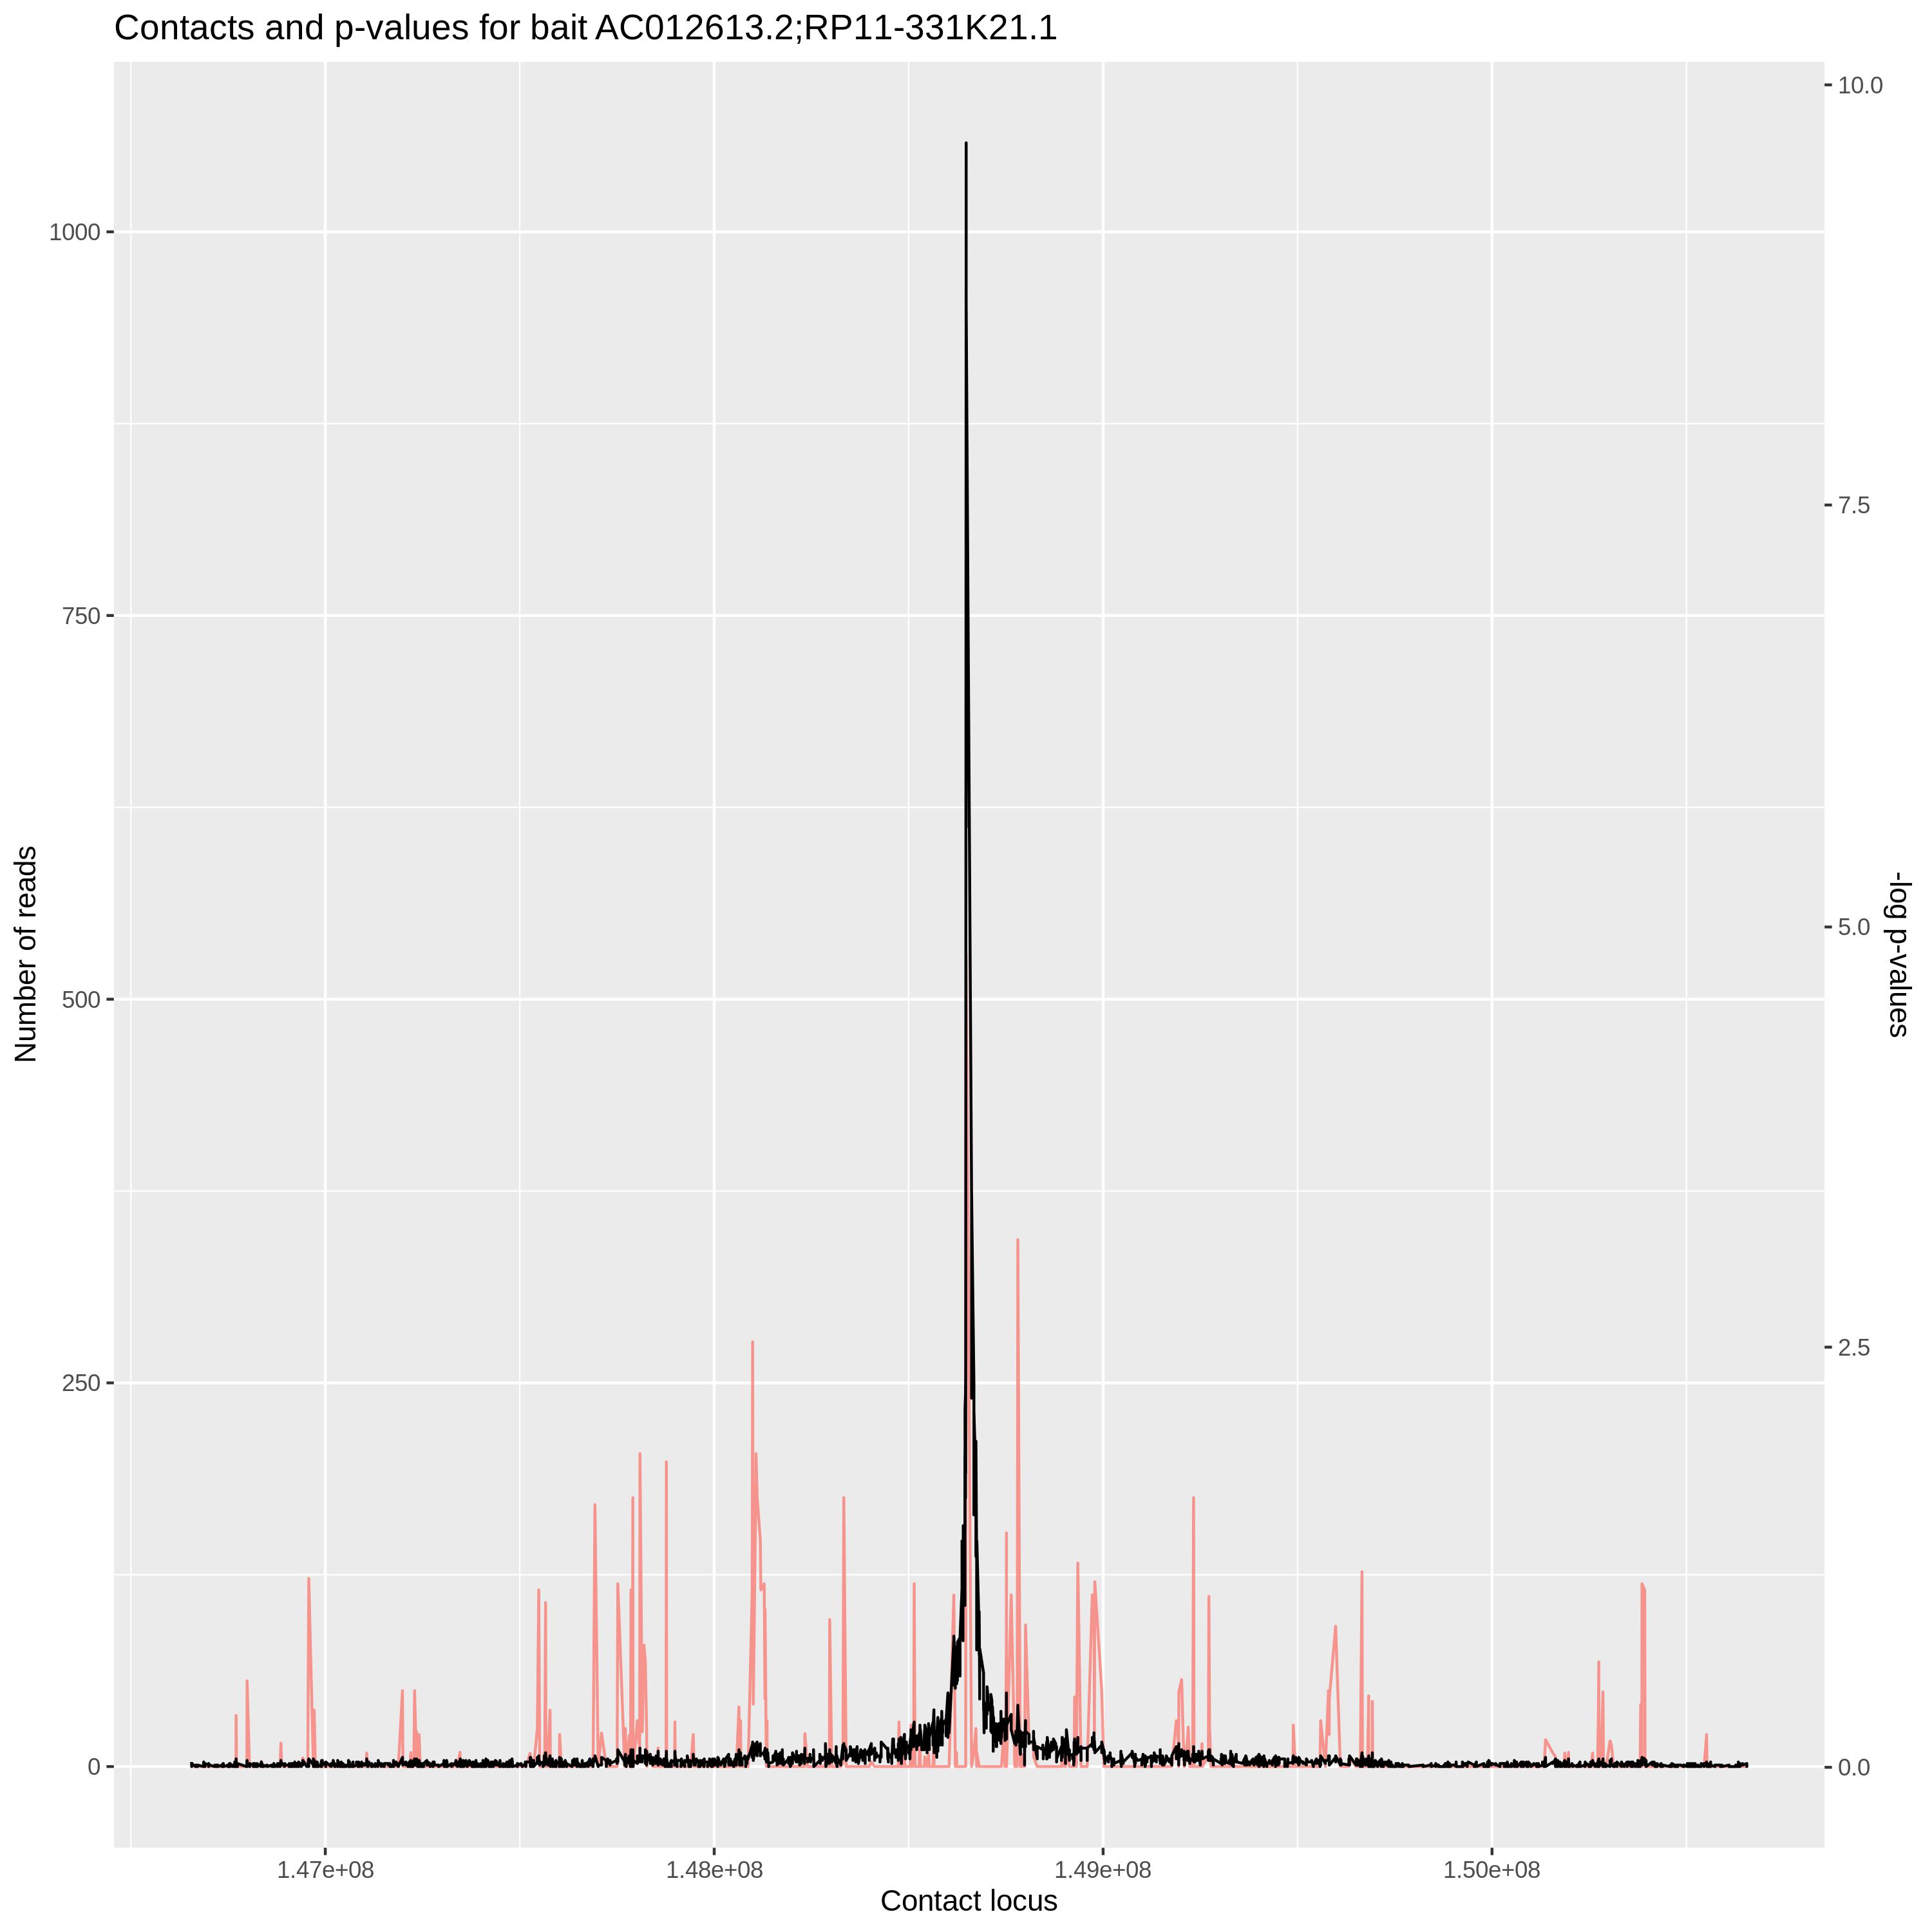 Contacts and p-values for bait AC012613.2;RP11-331K21.1
10.0
1000
7.5
750
Number of reads
-log p-values
5.0
500
2.5
250
0
0.0
1.47e+08 1.48e+08 1.49e+08 1.50e+08
Contact locus